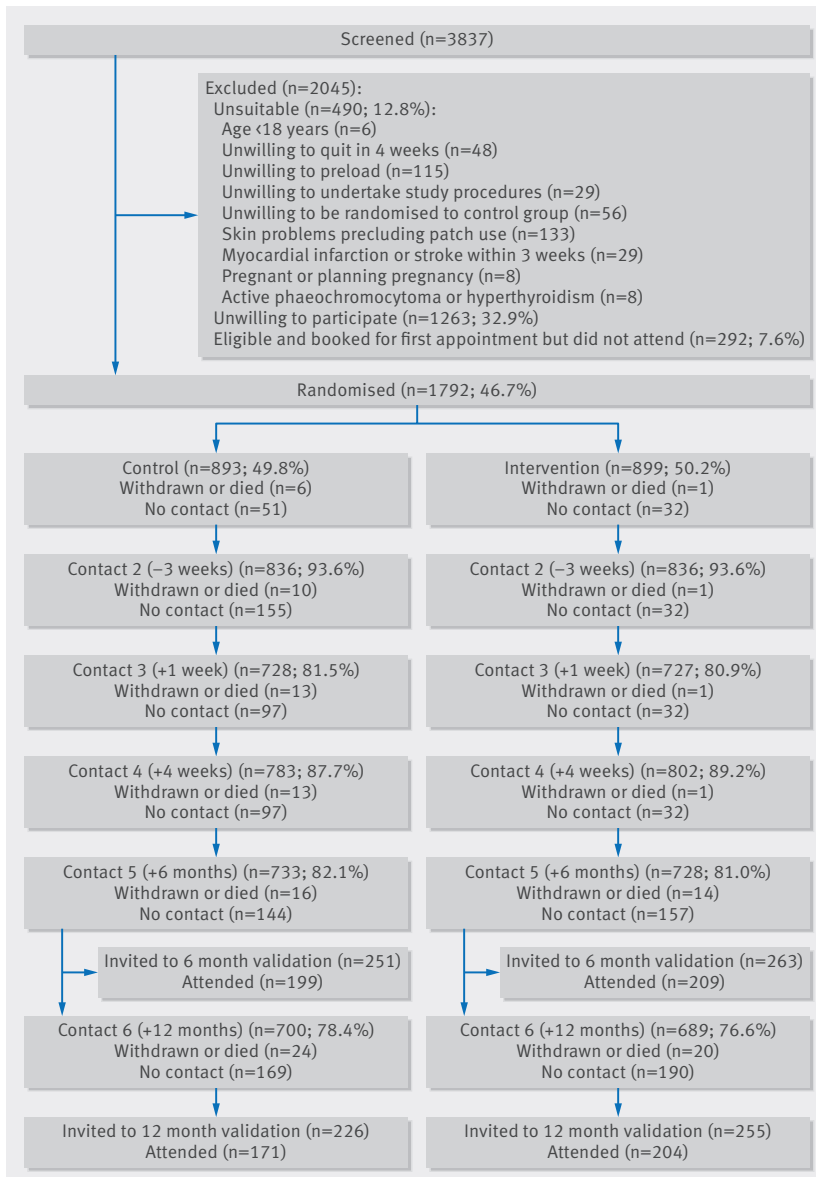 Screened (n=3837)
Excluded (n=2045):
Unsuitable (n=490; 12.8%):
Age <18 years (n=6)
Unwilling to quit in 4 weeks (n=48)
Unwilling to preload (n=115)
Unwilling to undertake study procedures (n=29)
Unwilling to be randomised to control group (n=56)
Skin problems precluding patch use (n=133)
Myocardial infarction or stroke within 3 weeks (n=29)
Pregnant or planning pregnancy (n=8)
Active phaeochromocytoma or hyperthyroidism (n=8)
Unwilling to participate (n=1263; 32.9%)
Eligible and booked for first appointment but did not attend (n=292; 7.6%)
Randomised (n=1792; 46.7%)
Control (n=893; 49.8%)
Withdrawn or died (n=6)
No contact (n=51)
Intervention (n=899; 50.2%)
Withdrawn or died (n=1)
No contact (n=32)
Contact 2 (−3 weeks) (n=836; 93.6%)
Withdrawn or died (n=10)
No contact (n=155)
Contact 2 (−3 weeks) (n=836; 93.6%)
Withdrawn or died (n=1)
No contact (n=32)
Contact 3 (+1 week) (n=728; 81.5%)
Withdrawn or died (n=13)
No contact (n=97)
Contact 3 (+1 week) (n=727; 80.9%)
Withdrawn or died (n=1)
No contact (n=32)
Contact 4 (+4 weeks) (n=783; 87.7%)
Withdrawn or died (n=13)
No contact (n=97)
Contact 4 (+4 weeks) (n=802; 89.2%)
Withdrawn or died (n=1)
No contact (n=32)
Contact 5 (+6 months) (n=733; 82.1%)
Withdrawn or died (n=16)
No contact (n=144)
Contact 5 (+6 months) (n=728; 81.0%)
Withdrawn or died (n=14)
No contact (n=157)
Invited to 6 month validation (n=251)
Attended (n=199)
Invited to 6 month validation (n=263)
Attended (n=209)
Contact 6 (+12 months) (n=700; 78.4%)
Withdrawn or died (n=24)
No contact (n=169)
Contact 6 (+12 months) (n=689; 76.6%)
Withdrawn or died (n=20)
No contact (n=190)
Invited to 12 month validation (n=226)
Attended (n=171)
Invited to 12 month validation (n=255)
Attended (n=204)